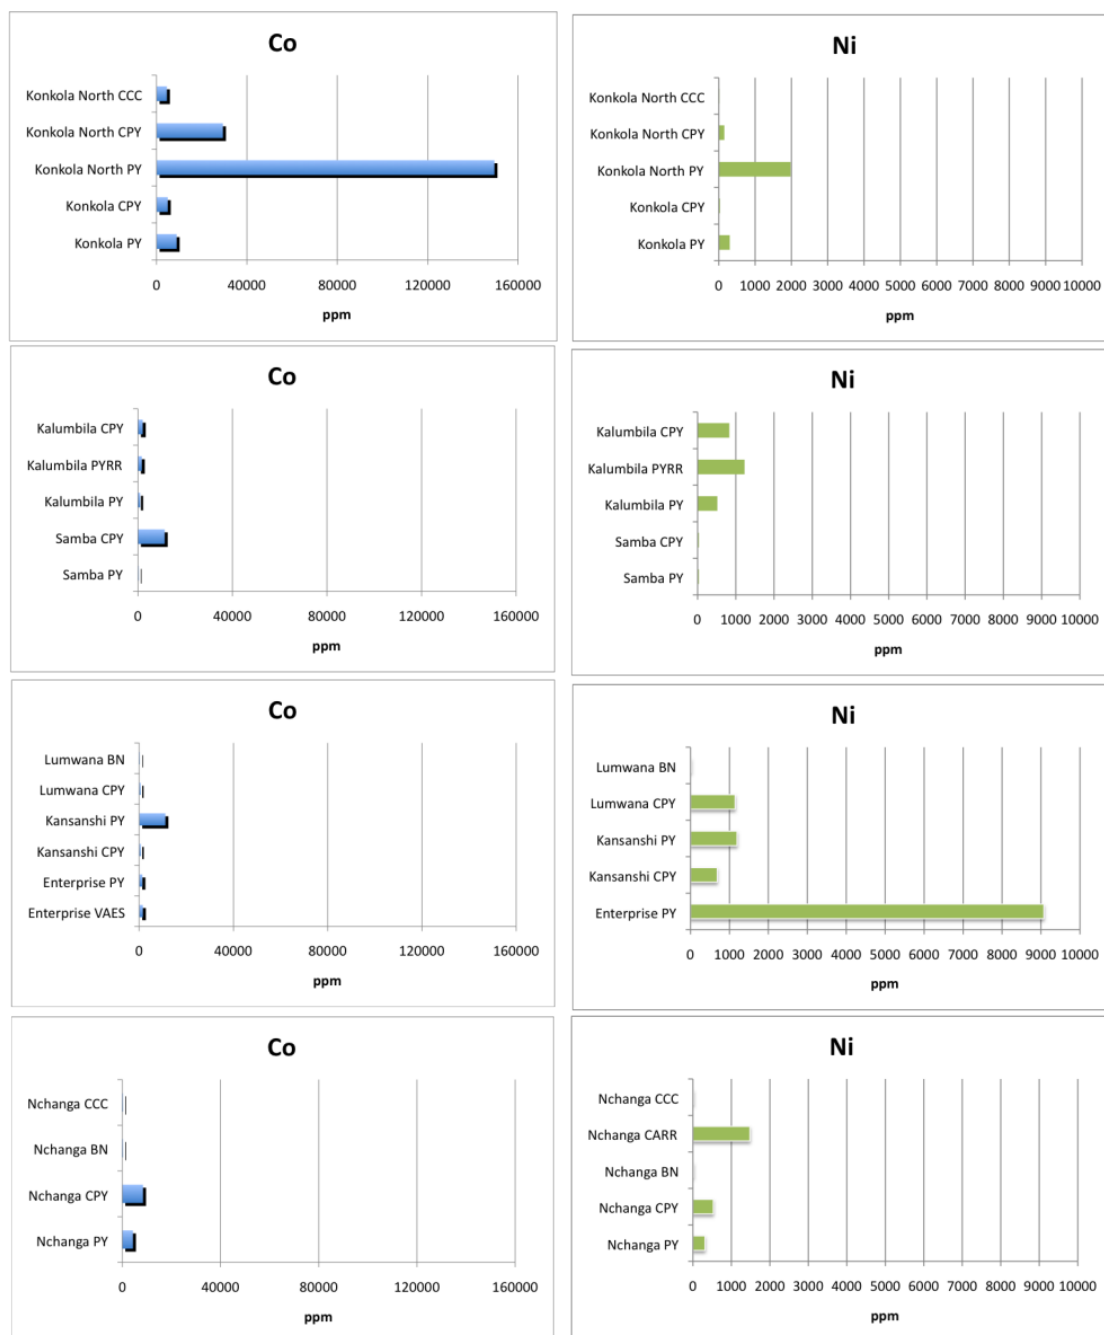 Co
Konkola North CCC
Konkola North CPY
Konkola North PY
Konkola CPY
Konkola PY
0 40000 80000 120000 160000
ppm
Ni
Konkola North CCC
Konkola North CPY
Konkola North PY
Konkola CPY
Konkola PY
0 1000 2000 3000 4000 5000 6000 7000 8000 9000 10000
ppm
Co
Kalumbila CPY
Kalumbila PYRR
Kalumbila PY
Samba CPY
Samba PY
0 40000 80000 120000 160000
ppm
Ni
Kalumbila CPY
Kalumbila PYRR
Kalumbila PY
Samba CPY
Samba PY
0 1000 2000 3000 4000 5000 6000 7000 8000 9000 10000
ppm
Co
Lumwana BN
Lumwana CPY
Kansanshi PY
Kansanshi CPY
Enterprise PY
Enterprise VAES
0 40000 80000 120000 160000
ppm
Ni
Lumwana BN
Lumwana CPY
Kansanshi PY
Kansanshi CPY
Enterprise PY
0 1000 2000 3000 4000 5000 6000 7000 8000 9000 10000
ppm
Co
Nchanga CCC
Nchanga BN
Nchanga CPY
Nchanga PY
0 40000 80000 120000 160000
ppm
Ni
Nchanga CCC
Nchanga CARR
Nchanga BN
Nchanga CPY
Nchanga PY
0 1000 2000 3000 4000 5000 6000 7000 8000 9000 10000
ppm